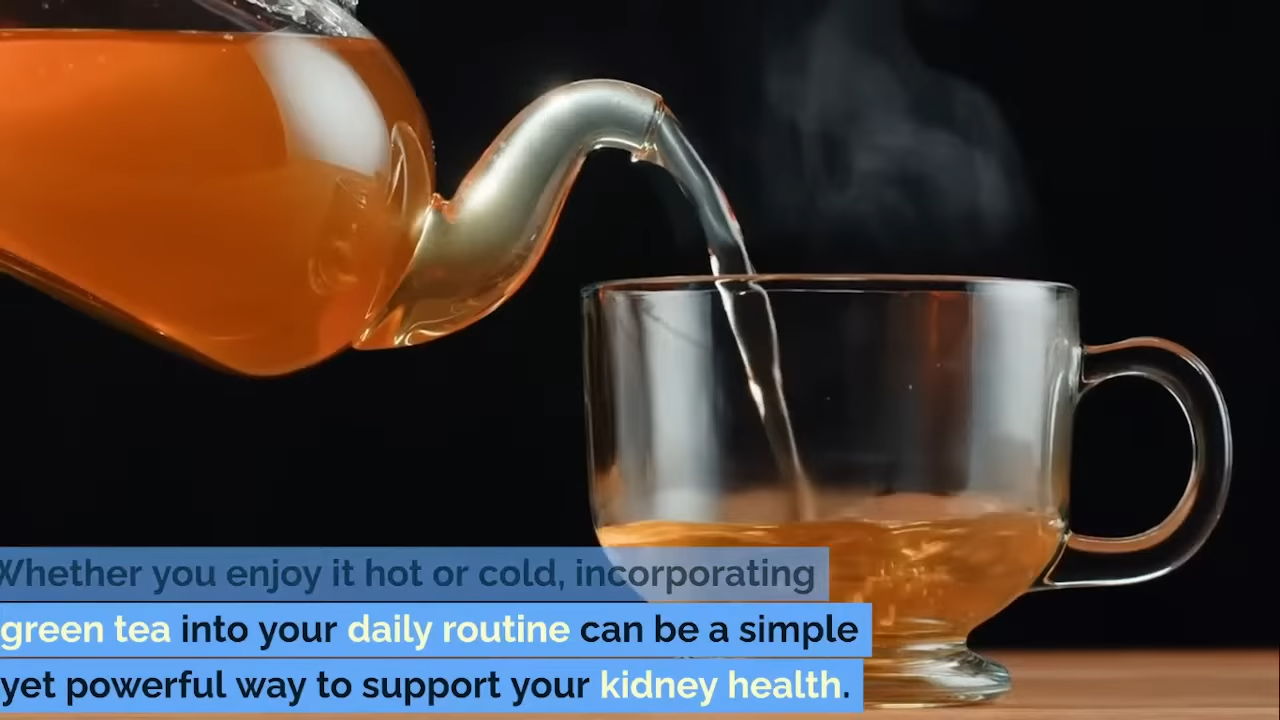 Whether you enjoy it hot or cold, incorporating
green tea into your daily routine can be a simple
yet powerful way to support your kidney health.